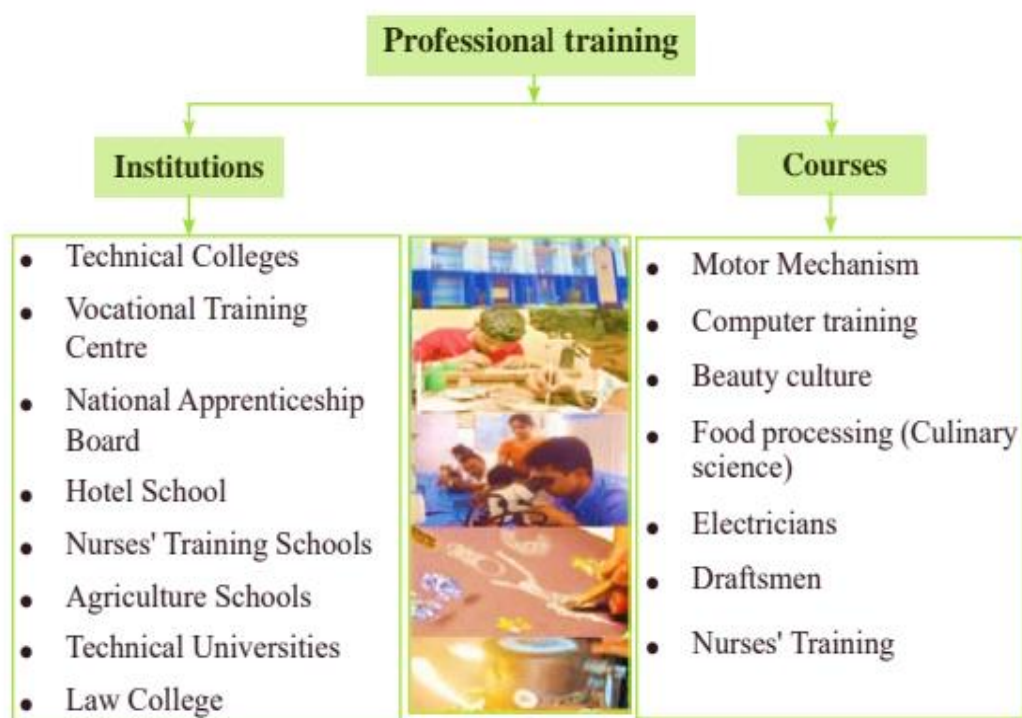 Professional training
Institutions
Courses
• Technical Colleges
• Vocational Training
Centre
• National Apprenticeship
Board
• Hotel School
• Nurses' Training Schools
• Agriculture Schools
• Technical Universities
• Law College
• Motor Mechanism
• Computer training
• Beauty culture
• Food processing (Culinary
science)
• Electricians
• Draftsmen
• Nurses' Training